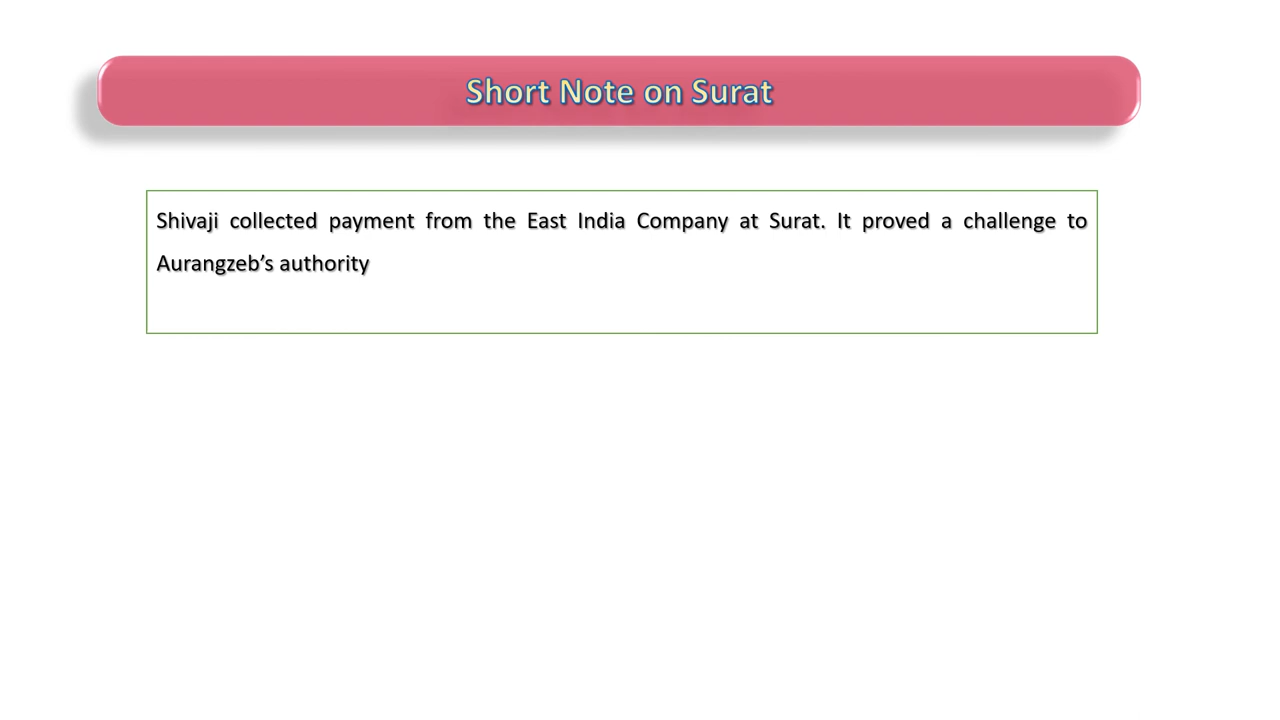 Short Note on Surat
Shivaji collected payment from the East India Company at Surat. It proved a challenge to
Aurangzeb’s authority